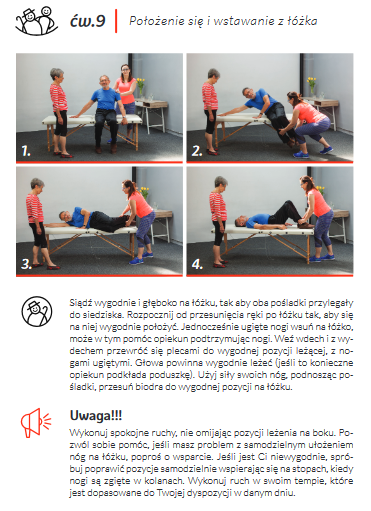 ćw.9 | Położenie się i wstawanie z łóżka
1.
2.
3.
4.
Siądź wygodnie i głęboko na łóżku, tak aby oba pośladki przylegały
do siedziska. Rozpocznij od przesunięcia ręki po łóżku tak, aby się
na niej wygodnie położyć. Jednocześnie ugięte nogi wsuń na łóżko,
może w tym pomóc opiekun podtrzymując nogi. Weź wdech i z wy-
dechem przewróć się plecami do wygodnej pozycji leżącej, z no-
gami ugiętymi. Głowa powinna wygodnie leżeć (jeśli to konieczne
opiekun podkłada poduszkę). Użyj siły swoich nóg, podnosząc po-
śladki, przesuń biodra do wygodnej pozycji na łóżku.
Uwaga!!!
Wykonuj spokojne ruchy, nie omijając pozycji leżenia na boku. Po-
zwól sobie pomóc, jeśli masz problem z samodzielnym ułożeniem
nóg na łóżku, poproś o wsparcie. Jeśli jest Ci niewygodnie, sprό-
buj poprawić pozycje samodzielnie wspierając się na stopach, kiedy
nogi są zgięte w kolanach. Wykonuj ruch w swoim tempie, które
jest dopasowane do Twojej dyspozycji w danym dniu.